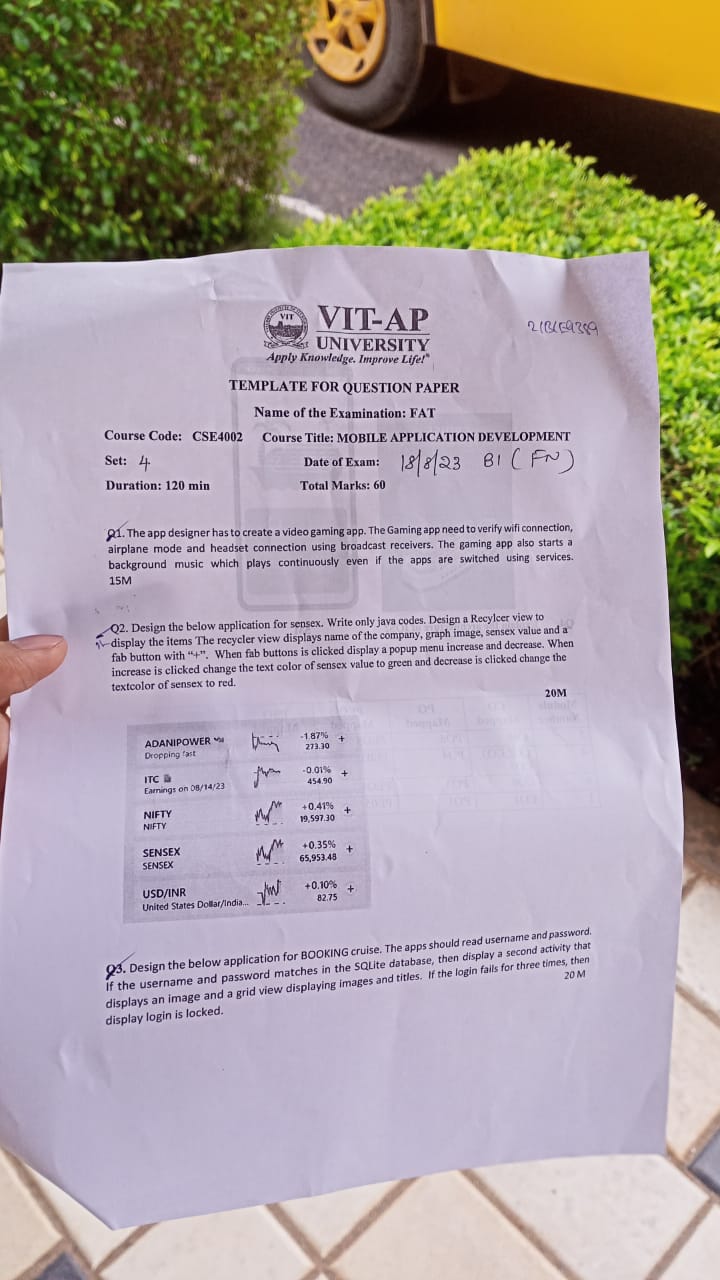 VIT
VIT-AP
UNIVERSITY
Apply Knowledge. Improve Life!"
TEMPLATE FOR QUESTION PAPER
Name of the Examination: FAT
Course Code: CSE4002 Course Title: MOBILE APPLICATION DEVELOPMENT
Set: 4 Date of Exam: 18/8/23 B1 (FN)
Duration: 120 min Total Marks: 60
Q1. The app designer has to create a video gaming app. The Gaming app need to verify wifi connection,
airplane mode and headset connection using broadcast receivers. The gaming app also starts a
background music which plays continuously even if the apps are switched using services.
15M
Q2. Design the below application for sensex. Write only java codes. Design a Recylcer view to
display the items The recycler view displays name of the company, graph image, sensex value and a
fab button with "+". When fab buttons is clicked display a popup menu increase and decrease. When
increase is clicked change the text color of sensex value to green and decrease is clicked change the
textcolor of sensex to red.
20M
ADANIPOWER -1.87% +
Dropping fast 273.30
ITC -0.01% +
Earnings on 08/14/23 454.90
NIFTY +0.41% +
NIFTY 19,597.30
SENSEX +0.35% +
SENSEX 65,953.48
USD/INR +0.10% +
United States Dollar/India... 82.75
Q3. Design the below application for BOOKING cruise. The apps should read username and password.
If the username and password matches in the SQLite database, then display a second activity that
displays an image and a grid view displaying images and titles. If the login fails for three times, then
display login is locked. 20 M